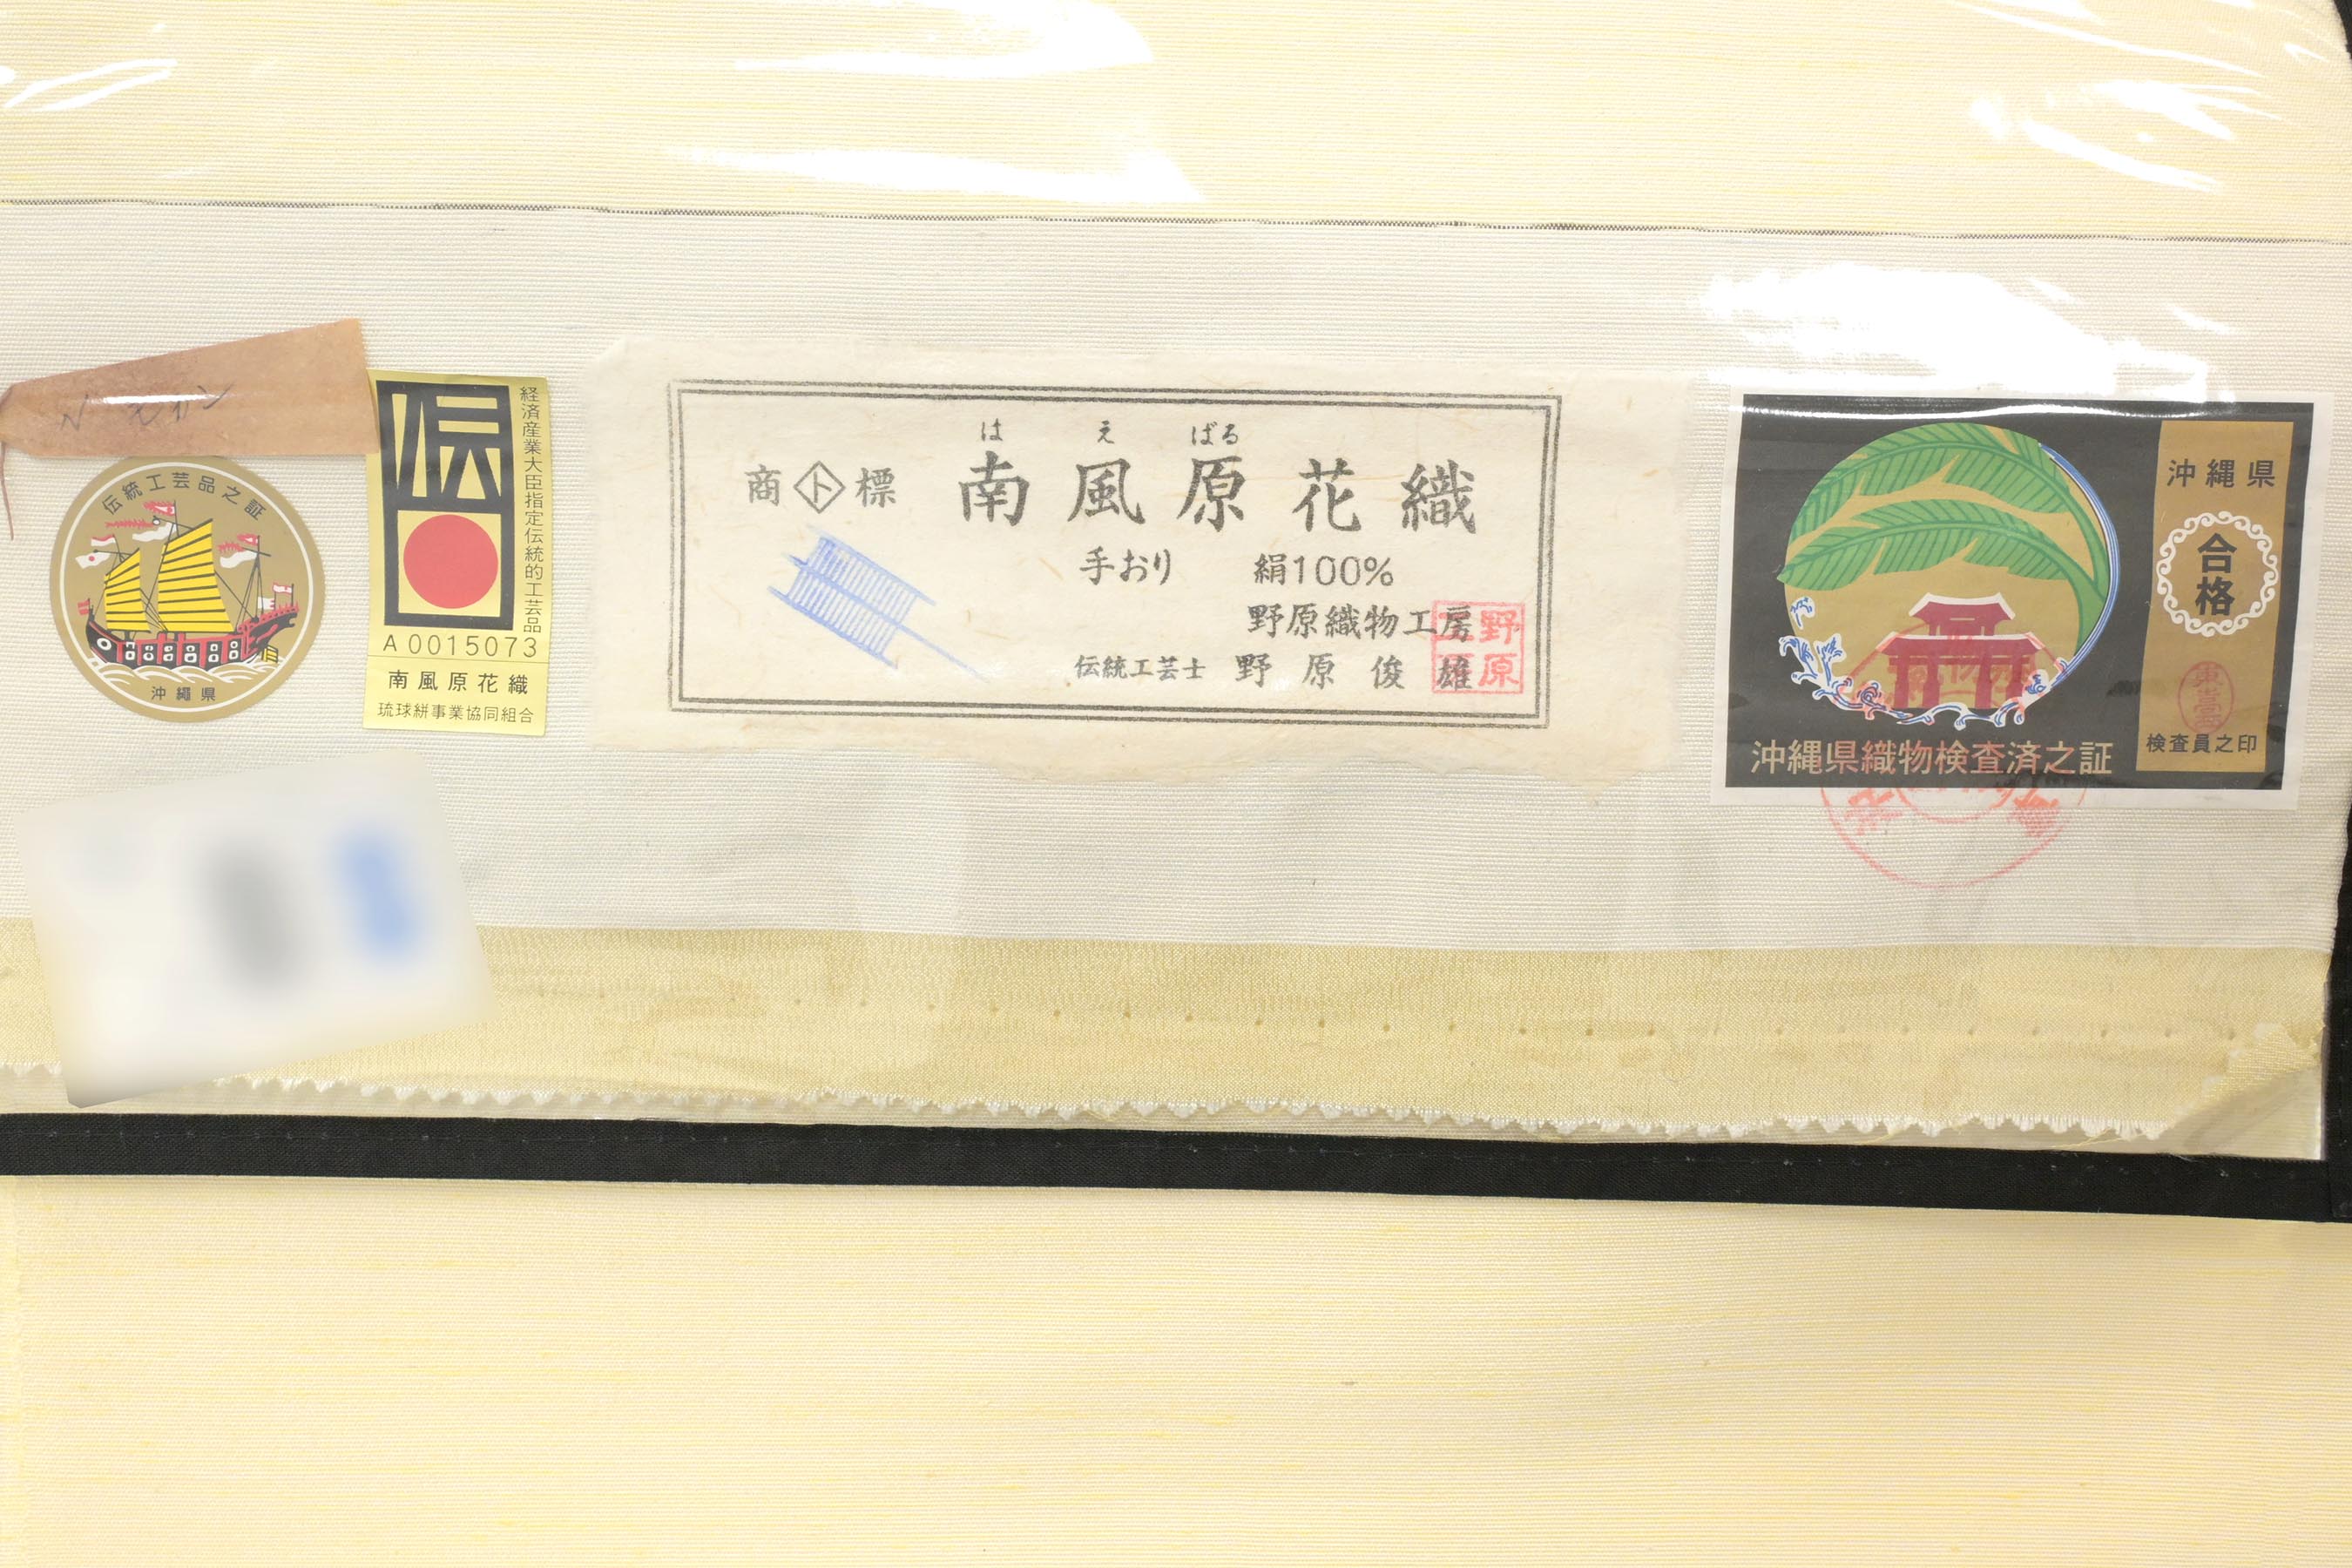 伝統工芸品之証
沖縄県
伝
経済産業大臣指定伝統的工芸品
A0015073
南風原花織
琉球絣事業協同組合
は え ばる
商 ト 標 南風原花織
手おり 絹100%
野原織物工房
伝統工芸士 野原俊雄
野原
沖縄県織物検査済之証
沖縄県
合格
検査員之印